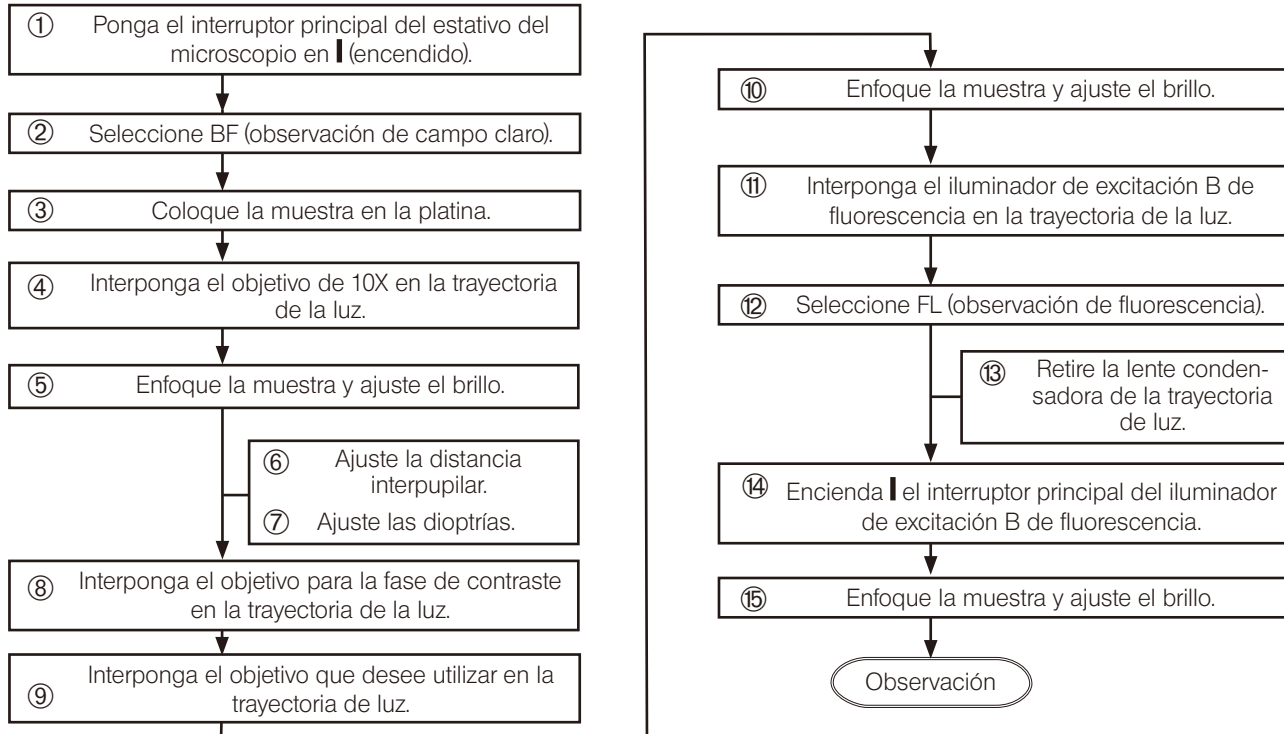 ① Ponga el interruptor principal del estativo del
microscopio en I (encendido).
② Seleccione BF (observación de campo claro).
③ Coloque la muestra en la platina.
④ Interponga el objetivo de 10X en la trayectoria
de la luz.
⑤ Enfoque la muestra y ajuste el brillo.
⑥ Ajuste la distancia
interpupilar.
⑦ Ajuste las dioptrías.
⑧ Interponga el objetivo para la fase de contraste
en la trayectoria de la luz.
⑨ Interponga el objetivo que desee utilizar en la
trayectoria de luz.
⑩ Enfoque la muestra y ajuste el brillo.
⑪ Interponga el iluminador de excitación B de
fluorescencia en la trayectoria de la luz.
⑫ Seleccione FL (observación de fluorescencia).
⑬ Retire la lente conden-
sadora de la trayectoria
de luz.
⑭ Encienda I el interruptor principal del iluminador
de excitación B de fluorescencia.
⑮ Enfoque la muestra y ajuste el brillo.
Observación